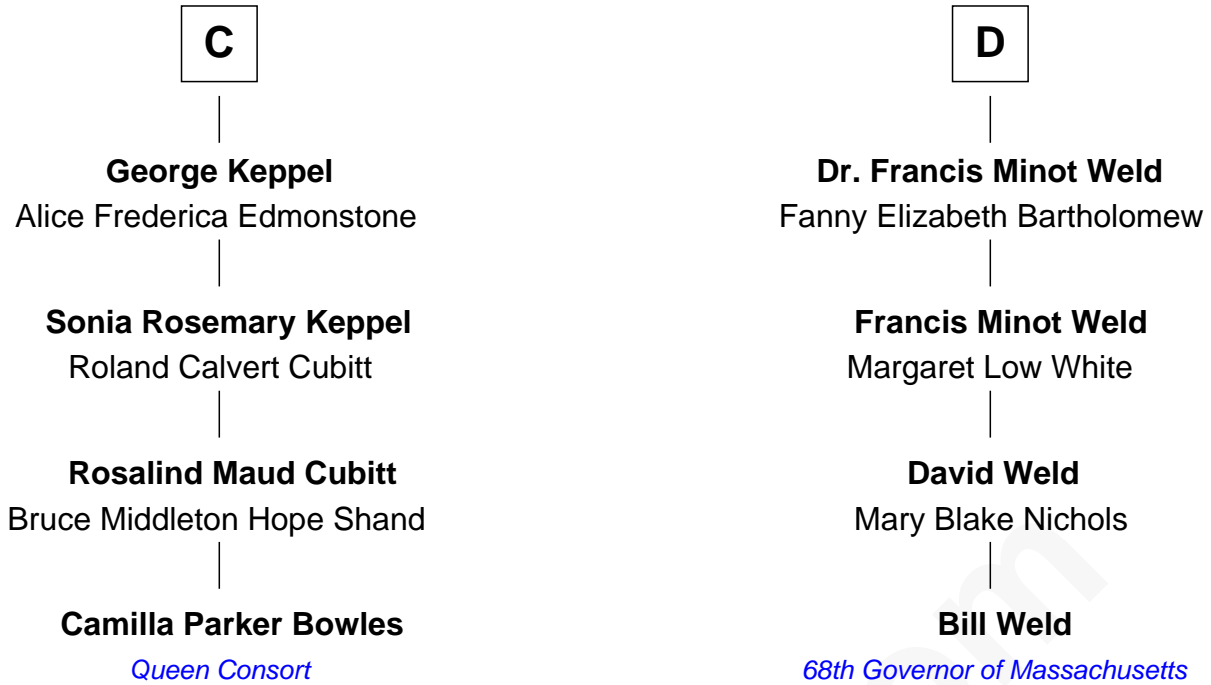 C
George Keppel
Alice Frederica Edmonstone
Sonia Rosemary Keppel
Roland Calvert Cubitt
Rosalind Maud Cubitt
Bruce Middleton Hope Shand
Camilla Parker Bowles
Queen Consort
D
Dr. Francis Minot Weld
Fanny Elizabeth Bartholomew
Francis Minot Weld
Margaret Low White
David Weld
Mary Blake Nichols
Bill Weld
68th Governor of Massachusetts